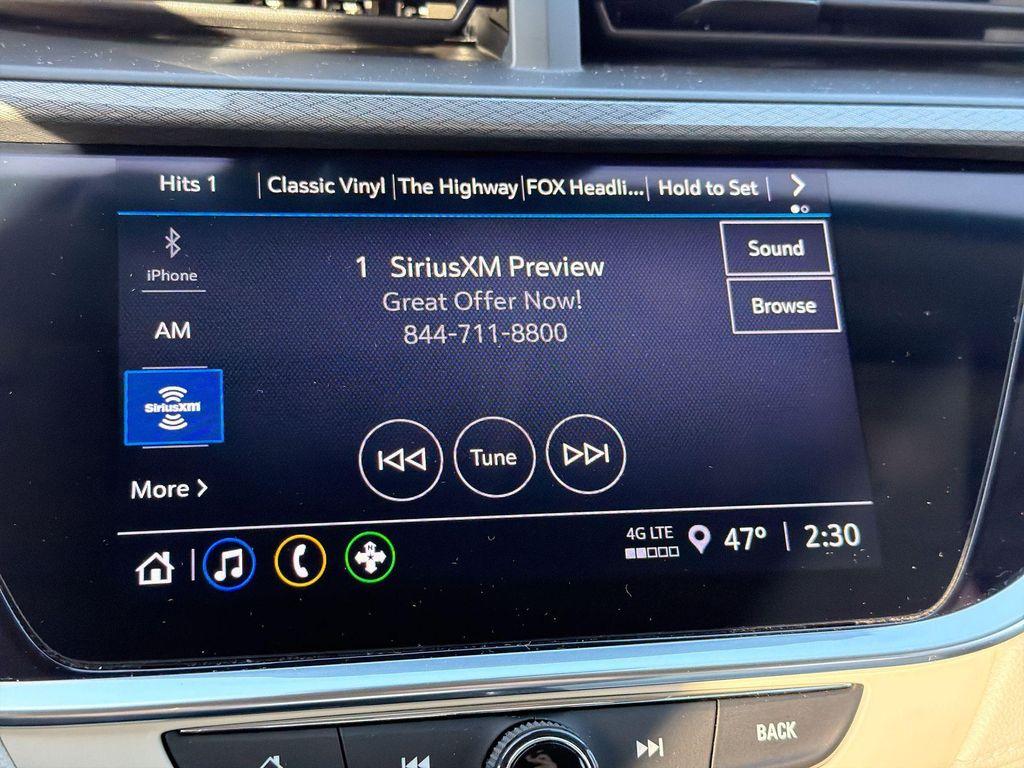 Hits 1 Classic Vinyl The Highway FOX Headli... Hold to Set
iPhone
AM
SiriusXM
More
1 SiriusXM Preview
Great Offer Now!
844-711-8800
Sound
Browse
Tune
N
4G LTE 47° 2:30
BACK